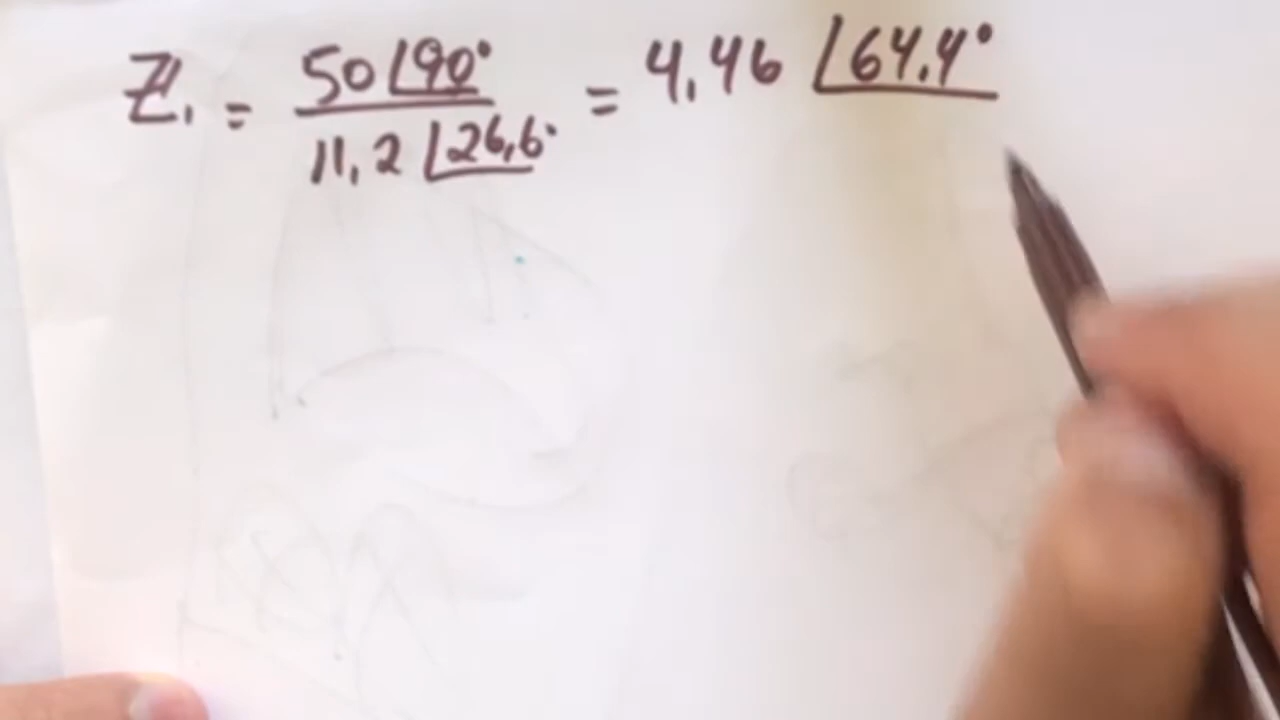 Z₁ = 50∠90° / 11,2∠26,6° = 4,46∠64,4°